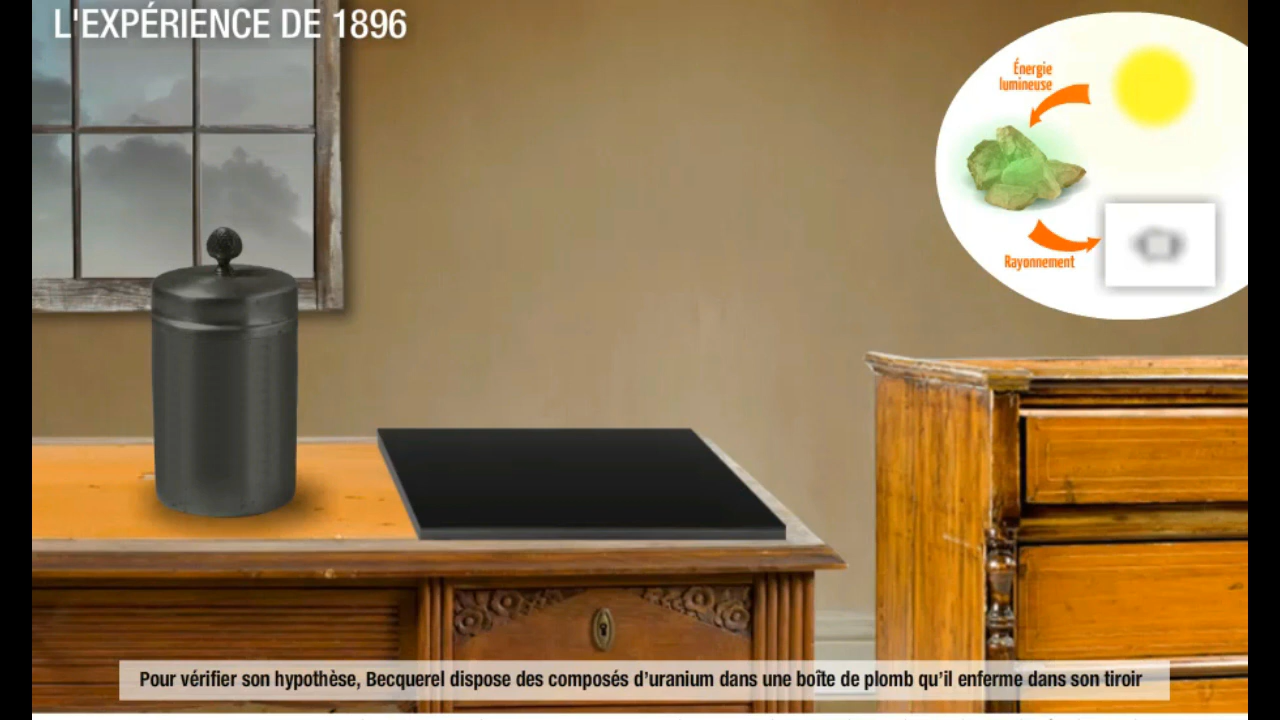 L'EXPÉRIENCE DE 1896
Énergie
lumineuse
Rayonnement
Pour vérifier son hypothèse, Becquerel dispose des composés d'uranium dans une boîte de plomb qu'il enferme dans son tiroir